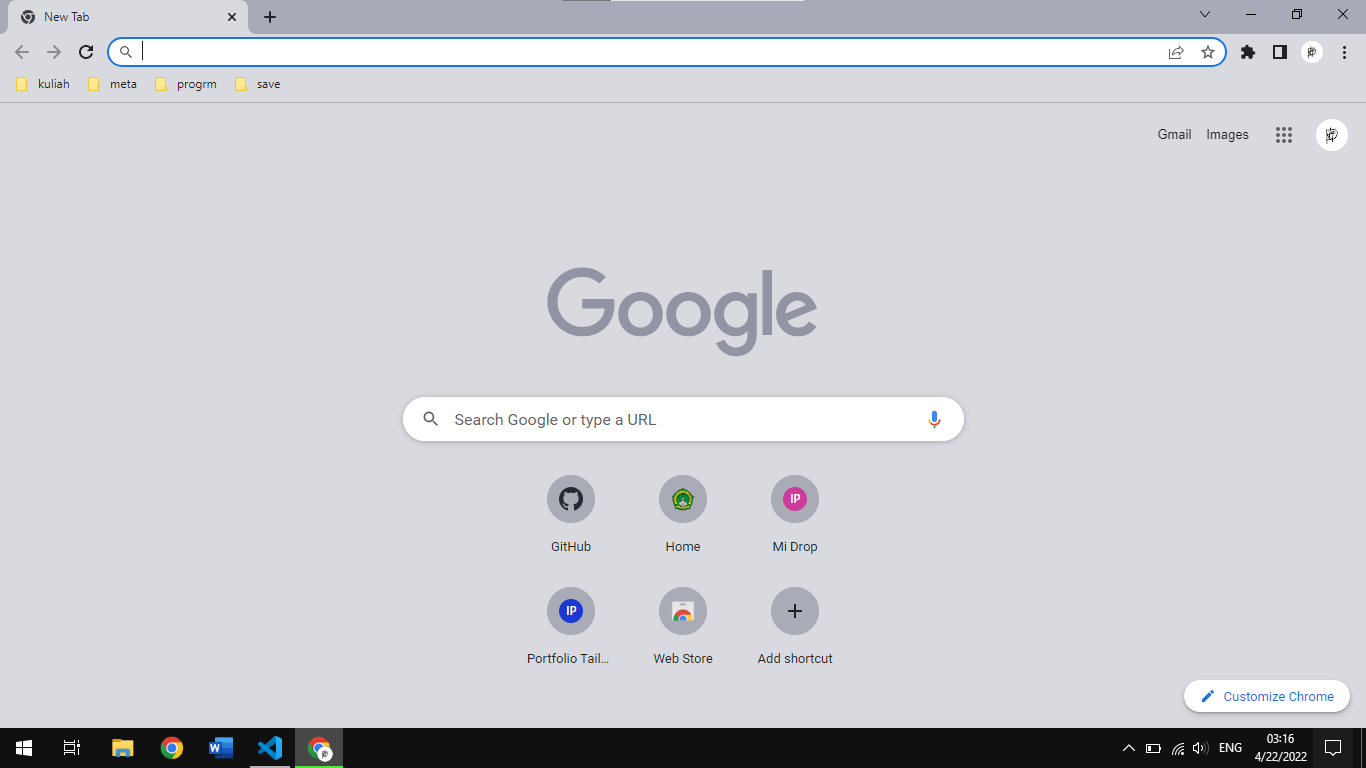 New Tab
kuliah meta progrm save
Gmail Images
Google
Search Google or type a URL
IP
GitHub Home Mi Drop
IP
Portfolio Tail... Web Store Add shortcut
Customize Chrome
ENG 03:16
4/22/2022